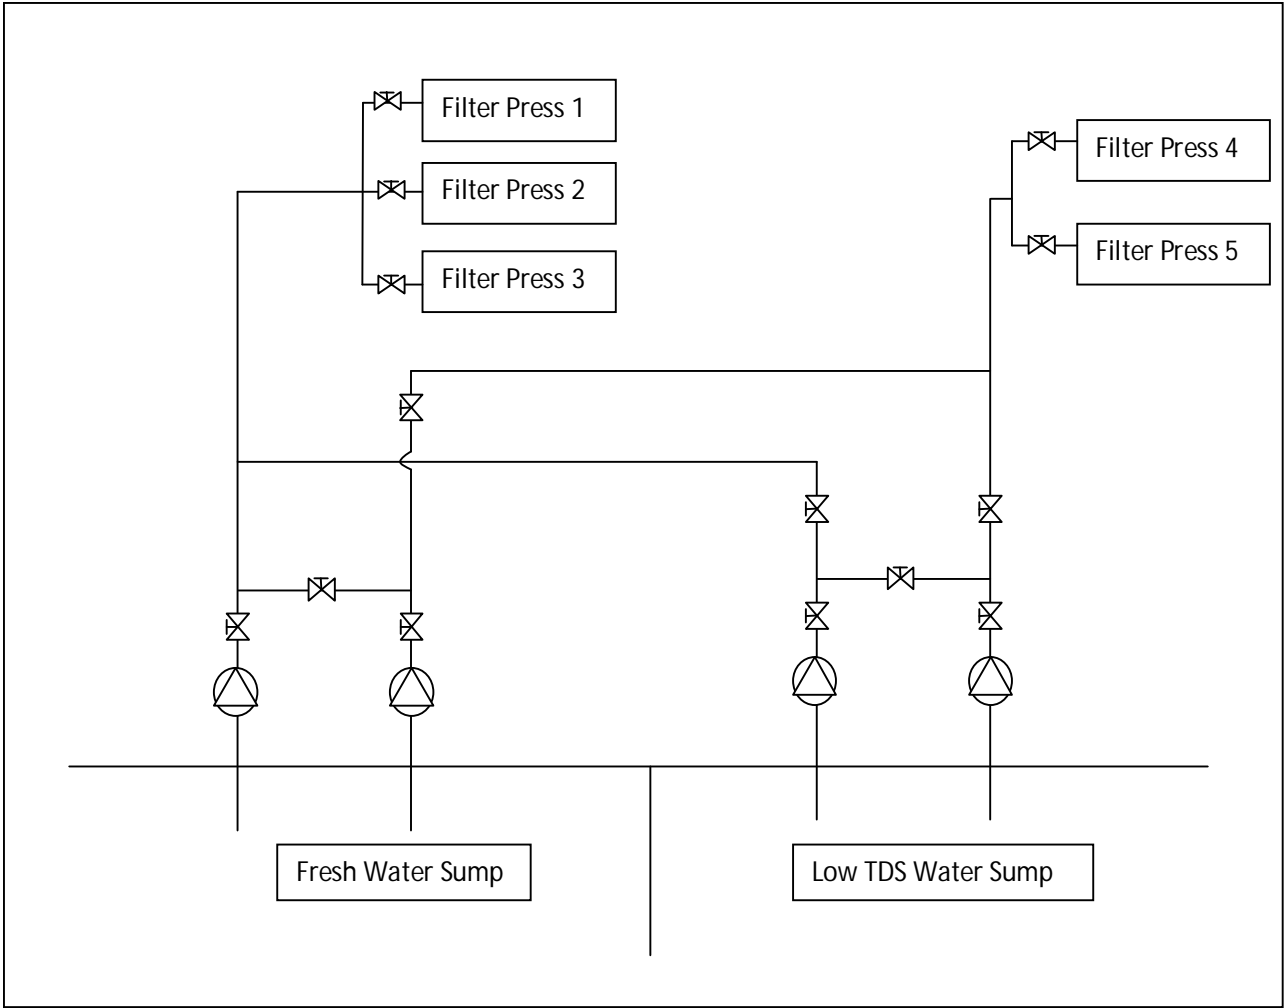 Filter Press 1
Filter Press 2
Filter Press 3
Filter Press 4
Filter Press 5
Fresh Water Sump
Low TDS Water Sump